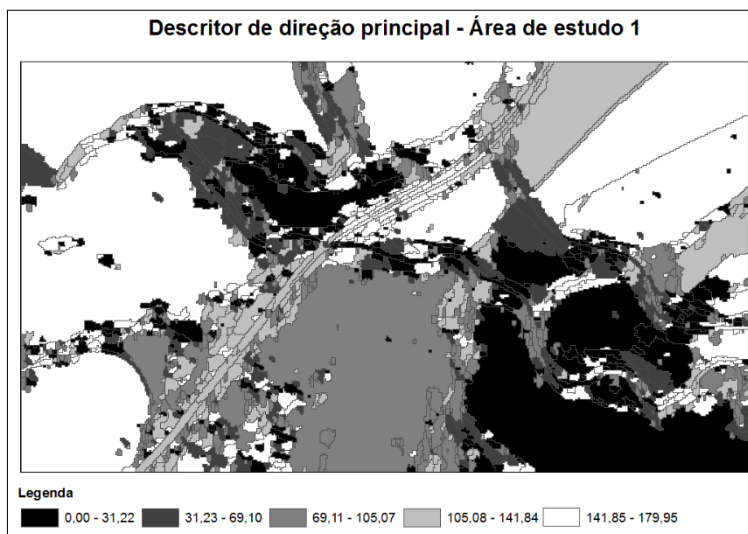 Descritor de direção principal - Área de estudo 1
Legenda
0,00 - 31,22 31,23 - 69,10 69,11 - 105,07 105,08 - 141,84 141,85 - 179,95